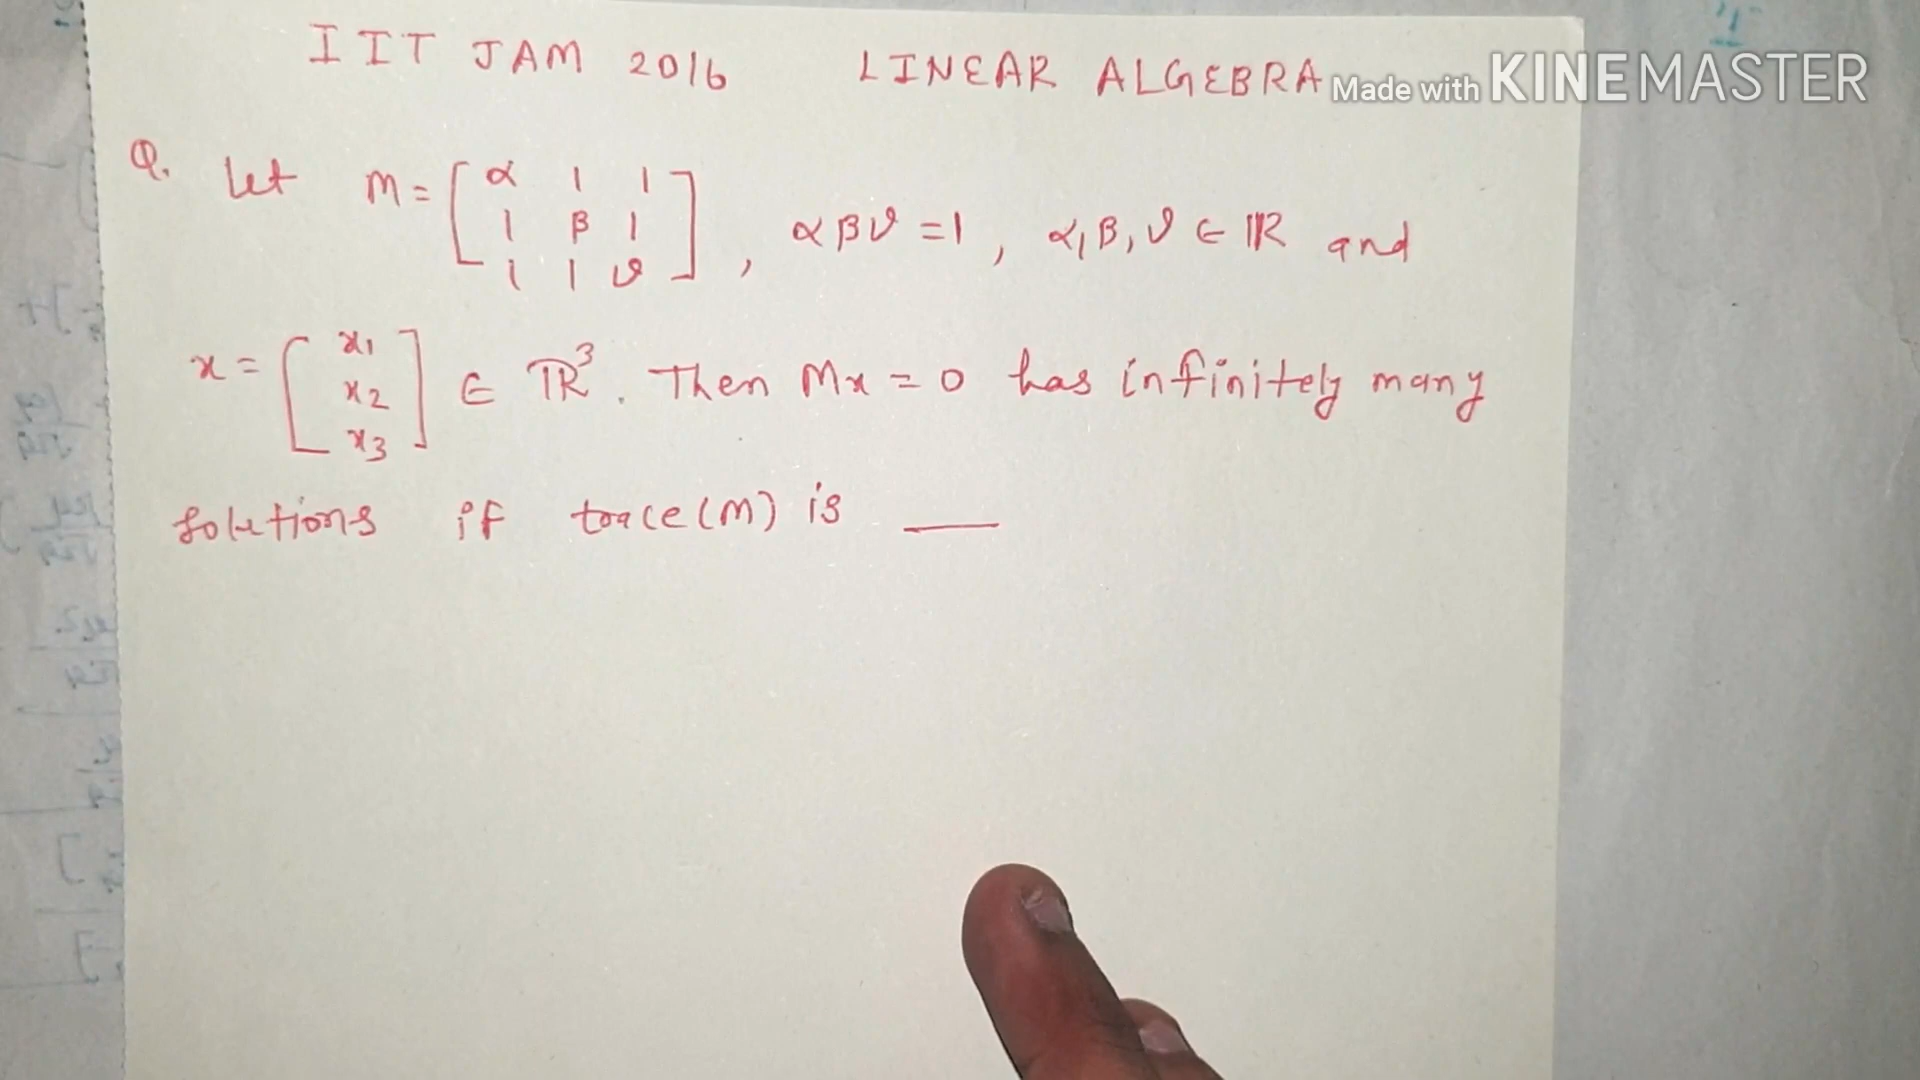 IIT JAM 2016 LINEAR ALGEBRA
Made with KINEMASTER
Q. Let M = [ α 1 1
1 β 1
1 1 ϑ ] , αβϑ = 1 , α, β, ϑ ∈ ℝ and
x = [ x1
x2
x3 ] ∈ ℝ³. Then Mx = 0 has infinitely many
solutions if trace(M) is ___